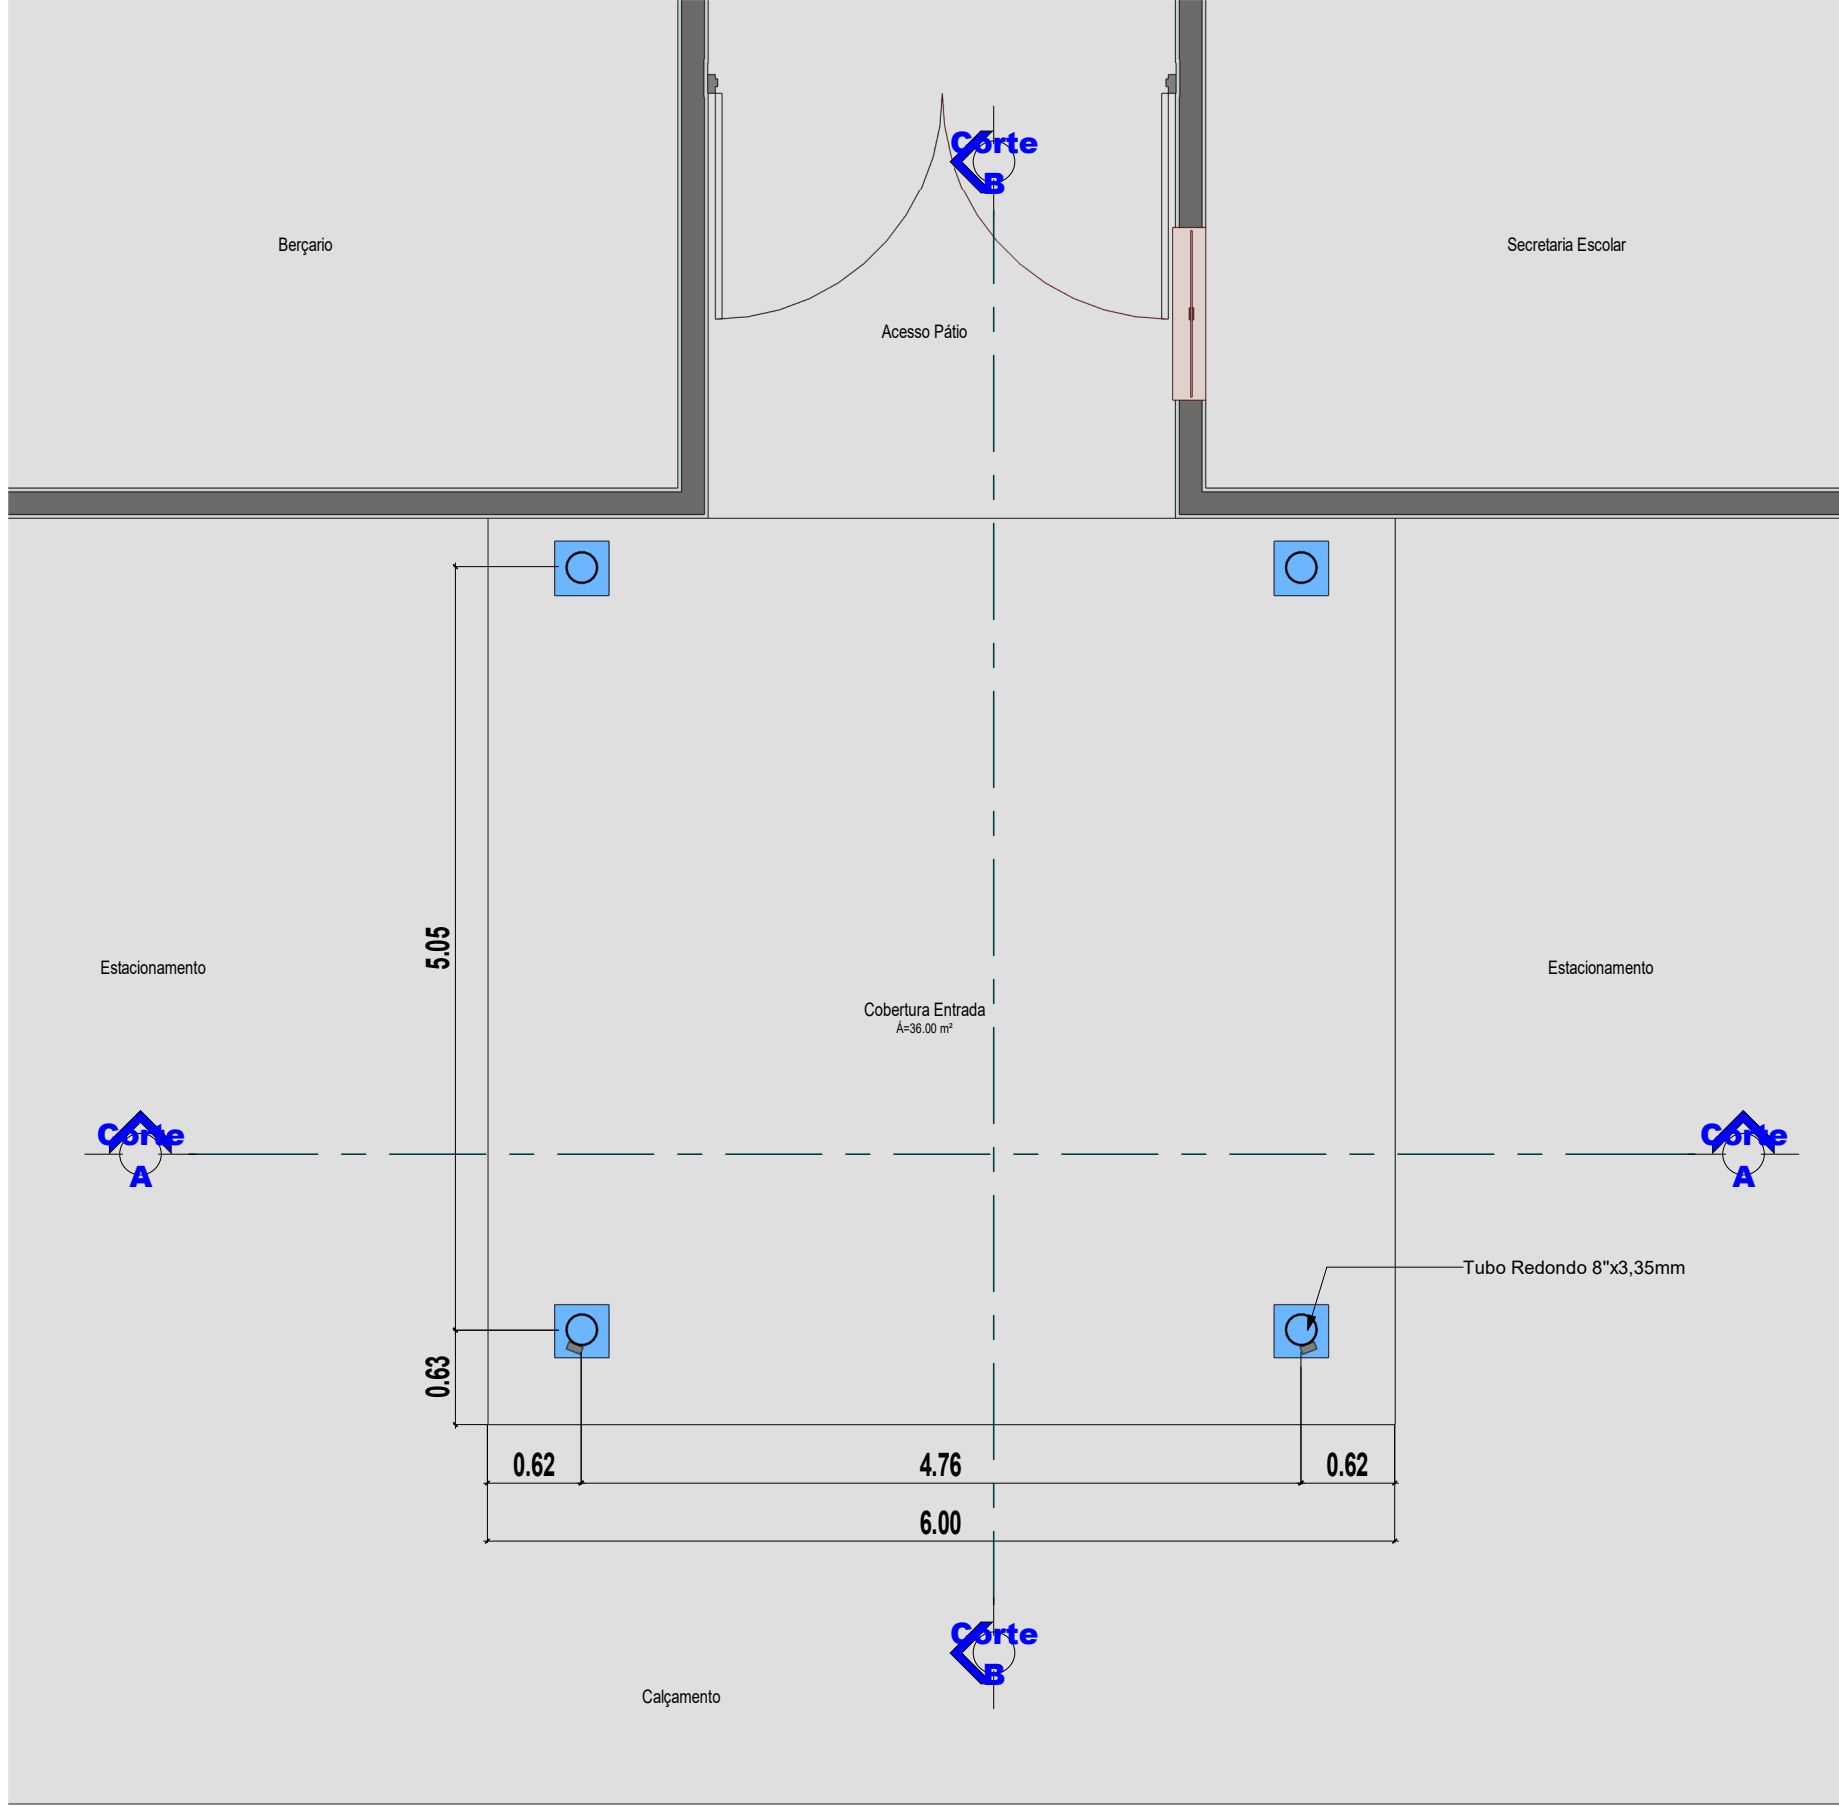 Corte
B
Berçario
Secretaria Escolar
Acesso Pátio
5.05
Estacionamento
Estacionamento
Cobertura Entrada
Á=36.00 m²
Corte
A
Corte
A
Tubo Redondo 8"x3,35mm
0.63
0.62
4.76
0.62
6.00
Corte
B
Calçamento